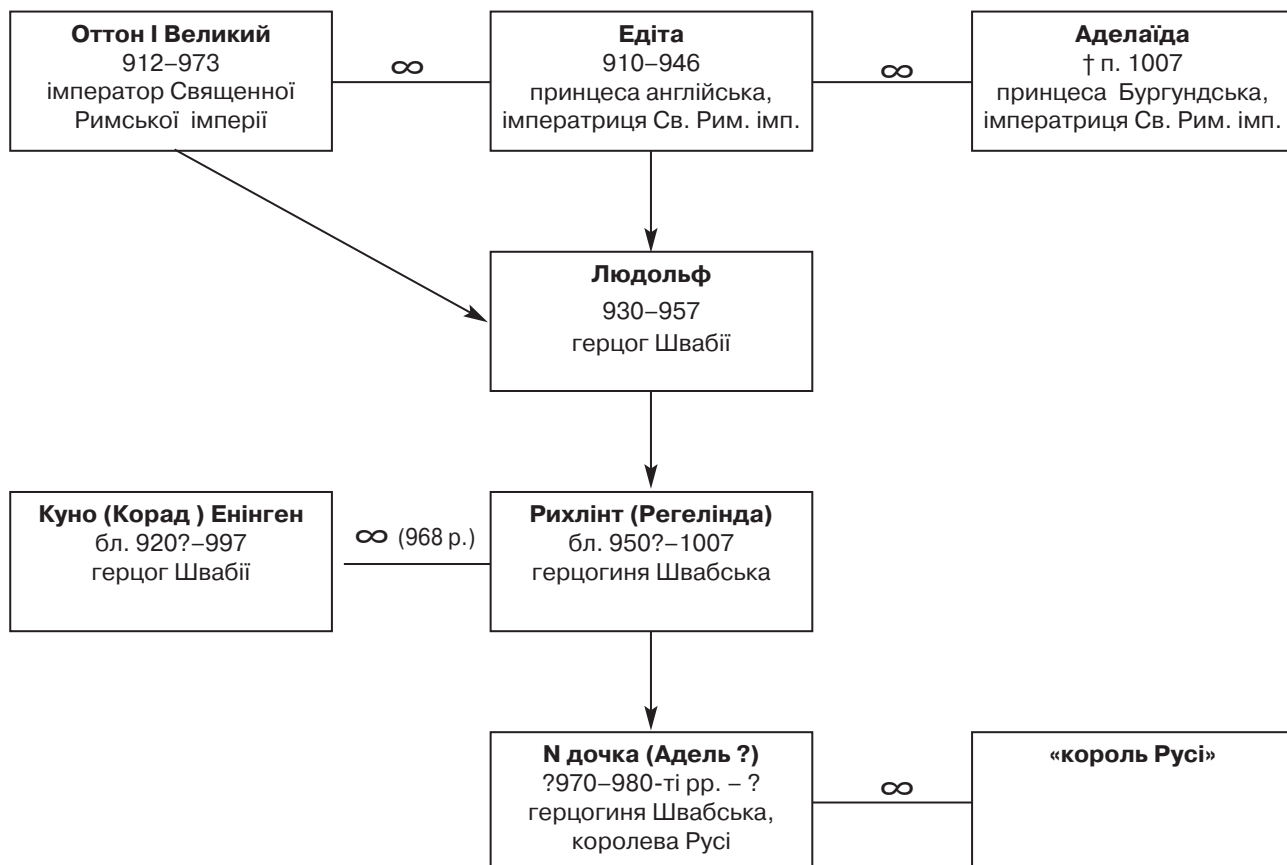 Оттон І Великий
912–973
імператор Священної
Римської імперії
∞
Едіта
910–946
принцеса англійська,
імператриця Св. Рим. імп.
∞
Аделаїда
† п. 1007
принцеса Бургундська,
імператриця Св. Рим. імп.
Людольф
930–957
герцог Швабії
Куно (Корад ) Енінген
бл. 920?–997
герцог Швабії
∞ (968 р.)
Рихлінт (Регелінда)
бл. 950?–1007
герцогиня Швабська
N дочка (Адель ?)
?970–980-ті рр. – ?
герцогиня Швабська,
королева Русі
∞
«король Русі»